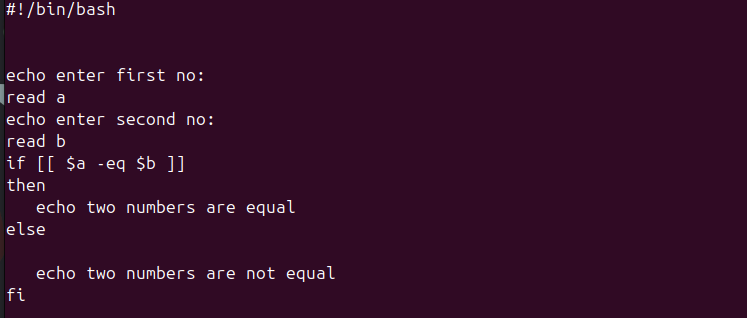 #!/bin/bash
echo enter first no:
read a
echo enter second no:
read b
if [[ $a -eq $b ]]
then
   echo two numbers are equal
else
   echo two numbers are not equal
fi